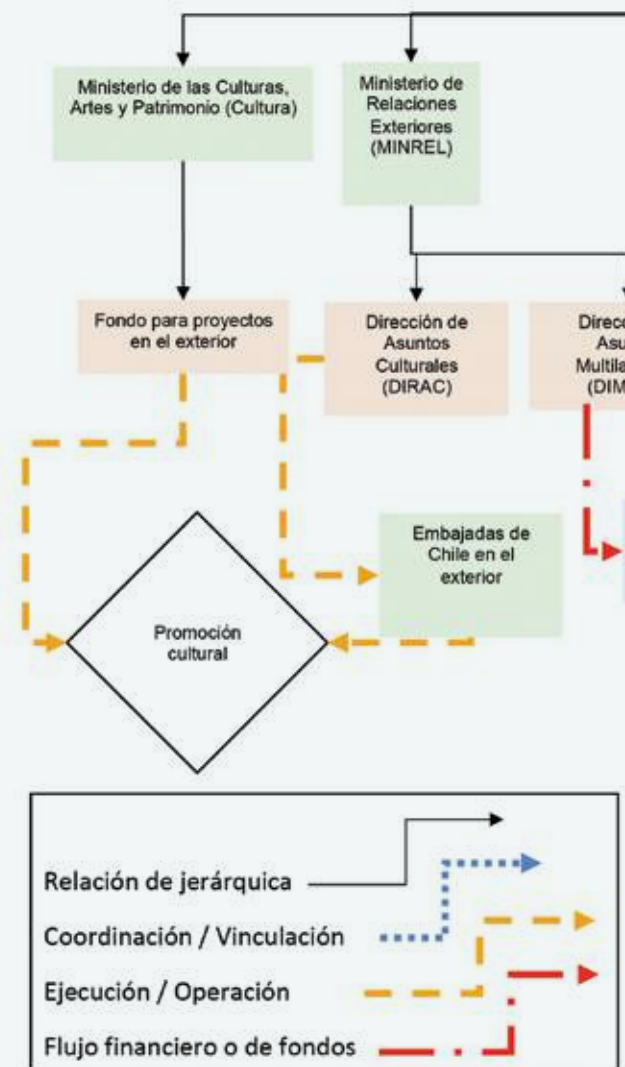 Ministerio de las Culturas,
Artes y Patrimonio (Cultura)
Ministerio de
Relaciones
Exteriores
(MINREL)
Fondo para proyectos
en el exterior
Dirección de
Asuntos
Culturales
(DIRAC)
Embajadas de
Chile en el
exterior
Promoción
cultural
Relación de jerárquica
Coordinación / Vinculación
Ejecución / Operación
Flujo financiero o de fondos